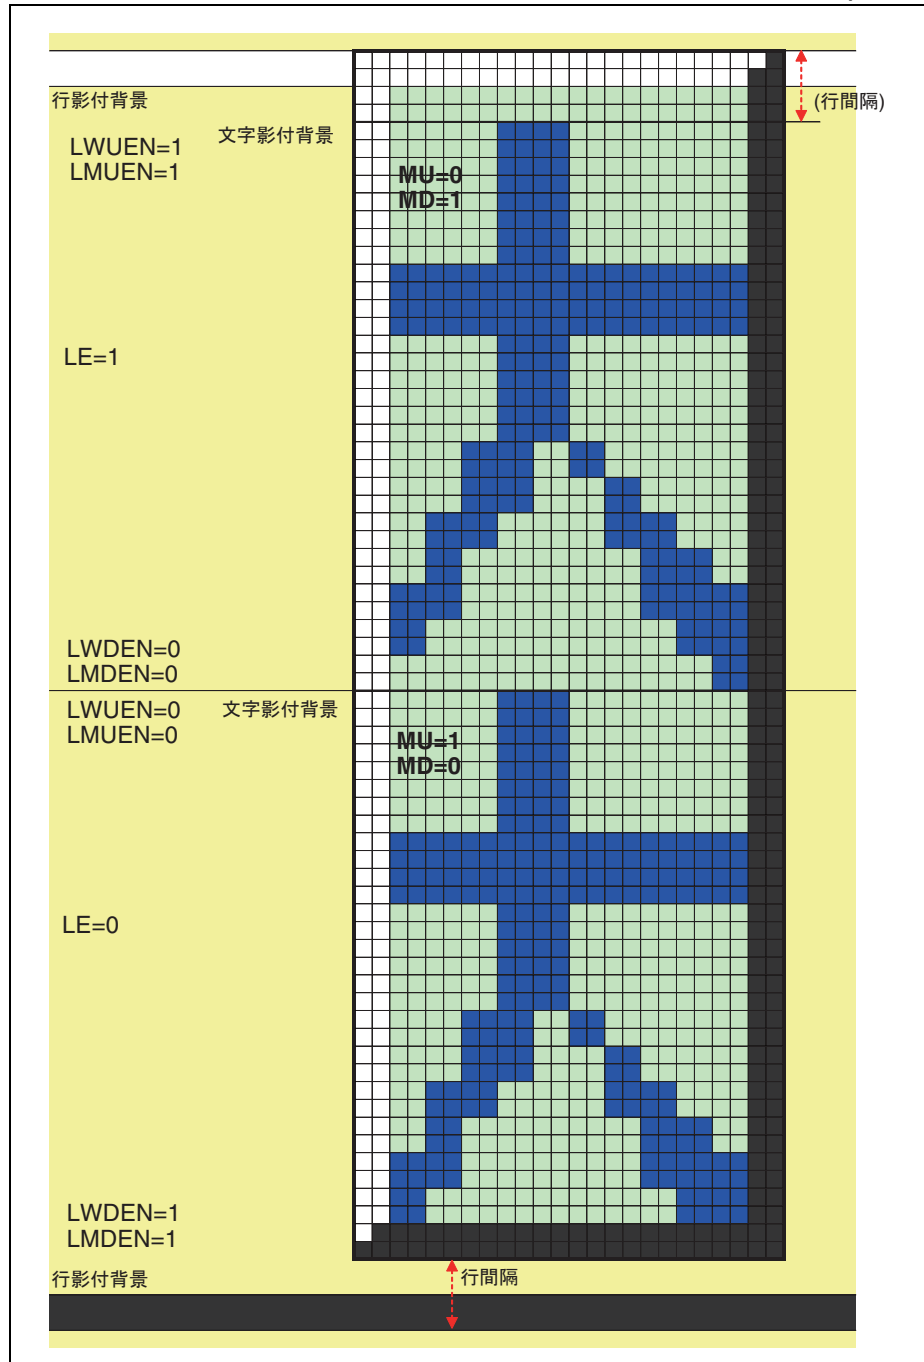 (行間隔)
行影付背景
LWUEN=1
LMUEN=1
文字影付背景
MU=0
MD=1
LE=1
LWDEN=0
LMDEN=0
LWUEN=0
LMUEN=0
文字影付背景
MU=1
MD=0
LE=0
LWDEN=1
LMDEN=1
行影付背景
行間隔